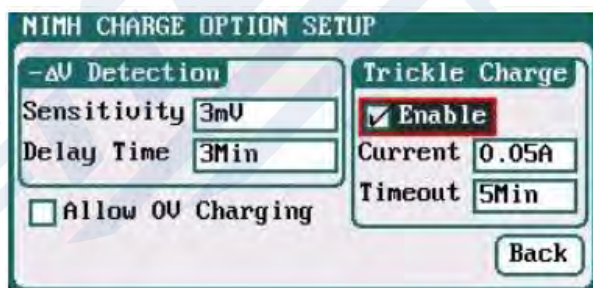 NIMH CHARGE OPTION SETUP
-ΔV Detection
Sensitivity 3mV
Delay Time 3Min
Allow 0V Charging
Trickle Charge
Enable
Current 0.05A
Timeout 5Min
Back